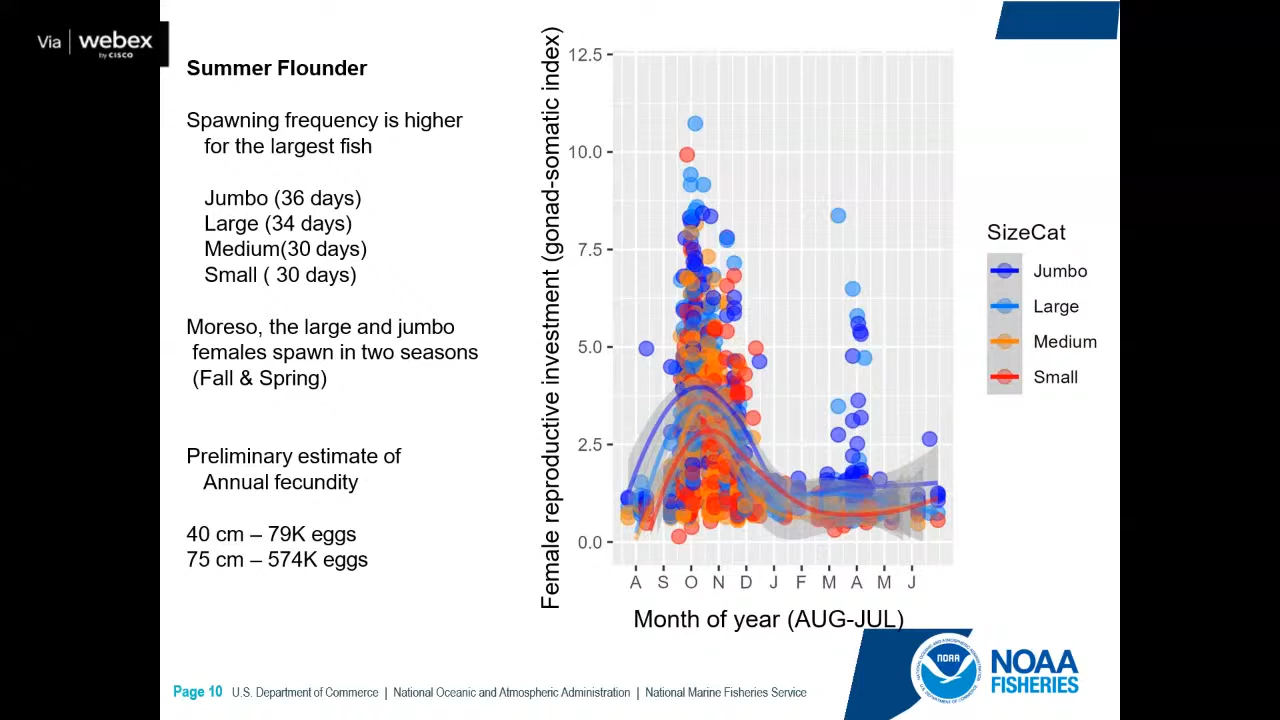 Via webex
by CISCO
Summer Flounder
Spawning frequency is higher
for the largest fish
Jumbo (36 days)
Large (34 days)
Medium(30 days)
Small ( 30 days)
Moreso, the large and jumbo
females spawn in two seasons
(Fall & Spring)
Preliminary estimate of
Annual fecundity
40 cm – 79K eggs
75 cm – 574K eggs
Female reproductive investment (gonad-somatic index)
12.5
10.0
7.5
5.0
2.5
0.0
A S O N D J F M A M J
Month of year (AUG-JUL)
SizeCat
Jumbo
Large
Medium
Small
NOAA
NOAA
FISHERIES
Page 10 U.S. Department of Commerce | National Oceanic and Atmospheric Administration | National Marine Fisheries Service